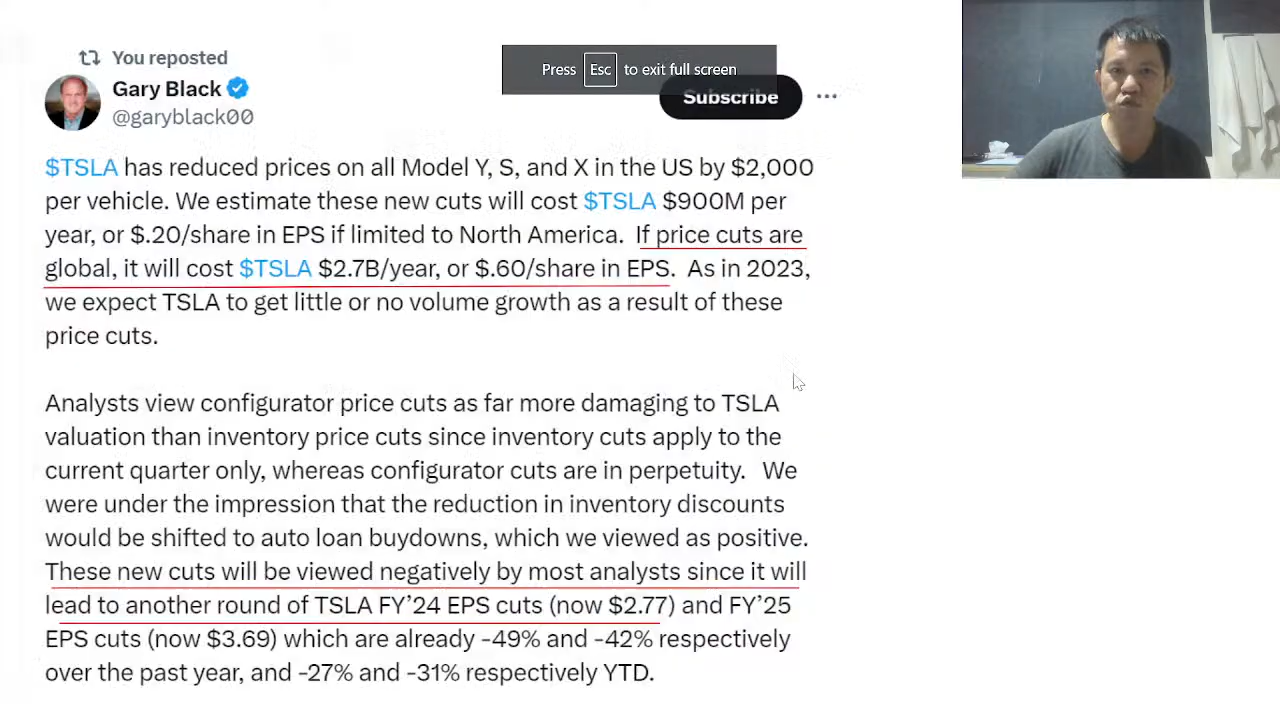 You reposted
Press Esc to exit full screen
Gary Black
@garyblack00
Subscribe
$TSLA has reduced prices on all Model Y, S, and X in the US by $2,000
per vehicle. We estimate these new cuts will cost $TSLA $900M per
year, or $.20/share in EPS if limited to North America. If price cuts are
global, it will cost $TSLA $2.7B/year, or $.60/share in EPS. As in 2023,
we expect TSLA to get little or no volume growth as a result of these
price cuts.
Analysts view configurator price cuts as far more damaging to TSLA
valuation than inventory price cuts since inventory cuts apply to the
current quarter only, whereas configurator cuts are in perpetuity. We
were under the impression that the reduction in inventory discounts
would be shifted to auto loan buydowns, which we viewed as positive.
These new cuts will be viewed negatively by most analysts since it will
lead to another round of TSLA FY’24 EPS cuts (now $2.77) and FY’25
EPS cuts (now $3.69) which are already -49% and -42% respectively
over the past year, and -27% and -31% respectively YTD.